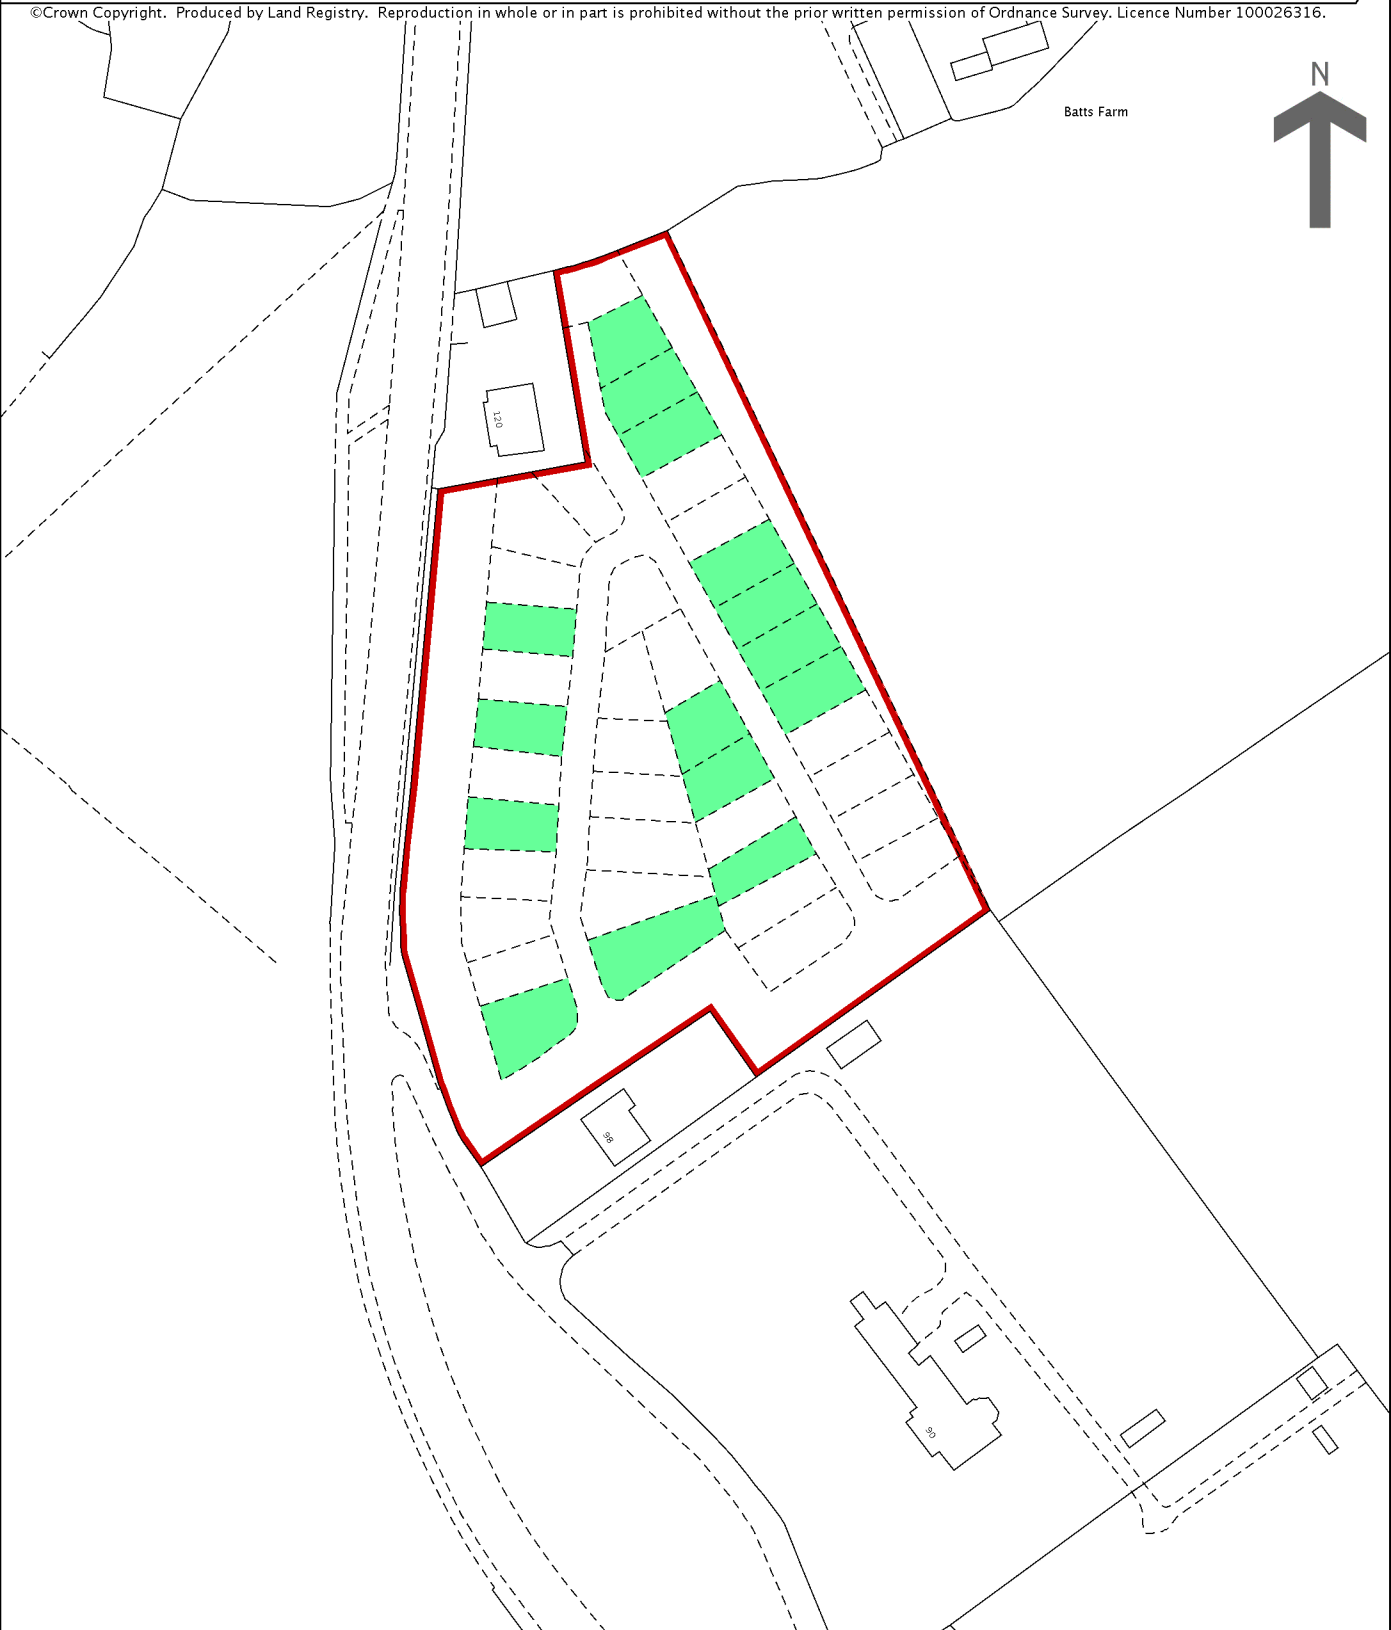 ©Crown Copyright. Produced by Land Registry. Reproduction in whole or in part is prohibited without the prior written permission of Ordnance Survey. Licence Number 100026316.
N
Batts Farm
120
98
90